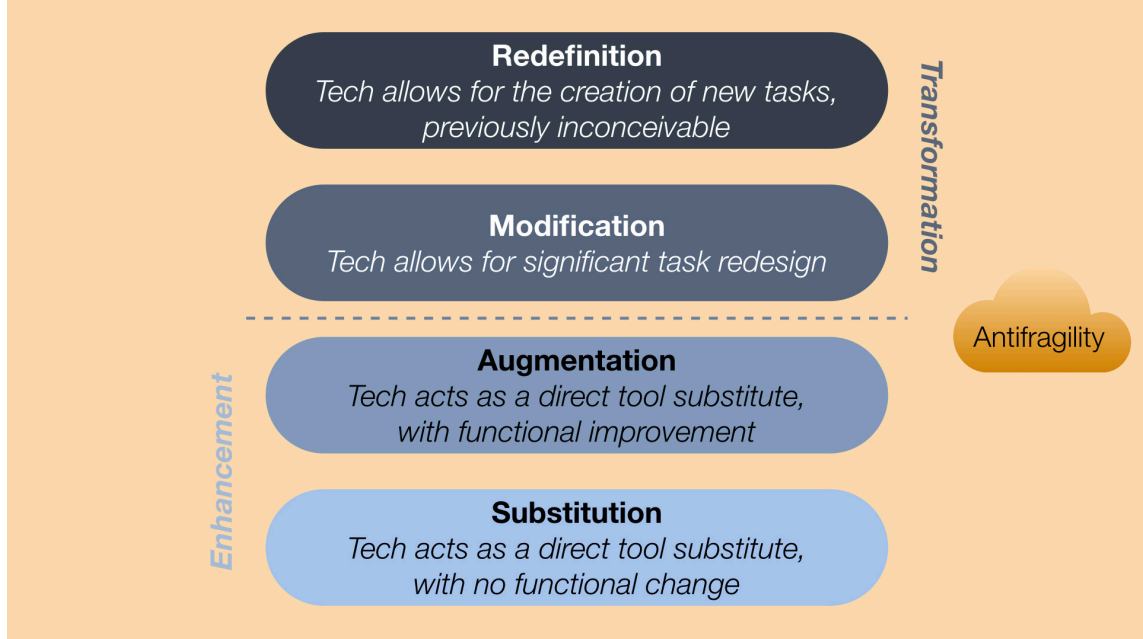 Redefinition
Tech allows for the creation of new tasks,
previously inconceivable
Transformation
Modification
Tech allows for significant task redesign
Antifragility
Augmentation
Tech acts as a direct tool substitute,
with functional improvement
Enhancement
Substitution
Tech acts as a direct tool substitute,
with no functional change